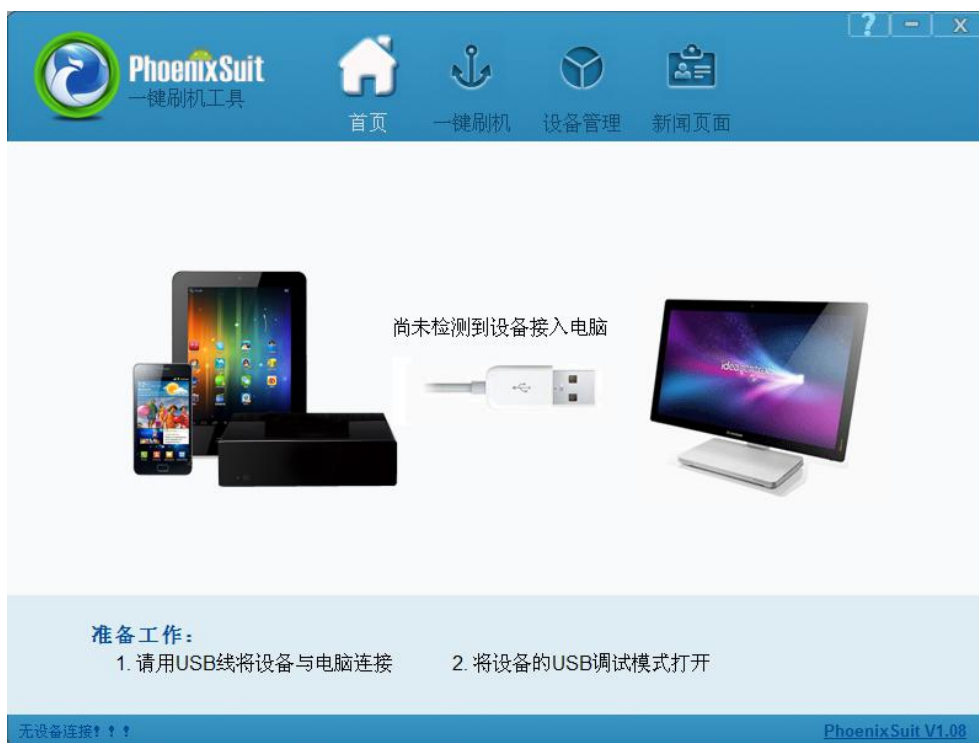 ? — x
PhoenixSuit
一键刷机工具
首页 一键刷机 设备管理 新闻页面
尚未检测到设备接入电脑
准备工作：
1. 请用USB线将设备与电脑连接 2. 将设备的USB调试模式打开
无设备连接！！！ PhoenixSuit V1.08